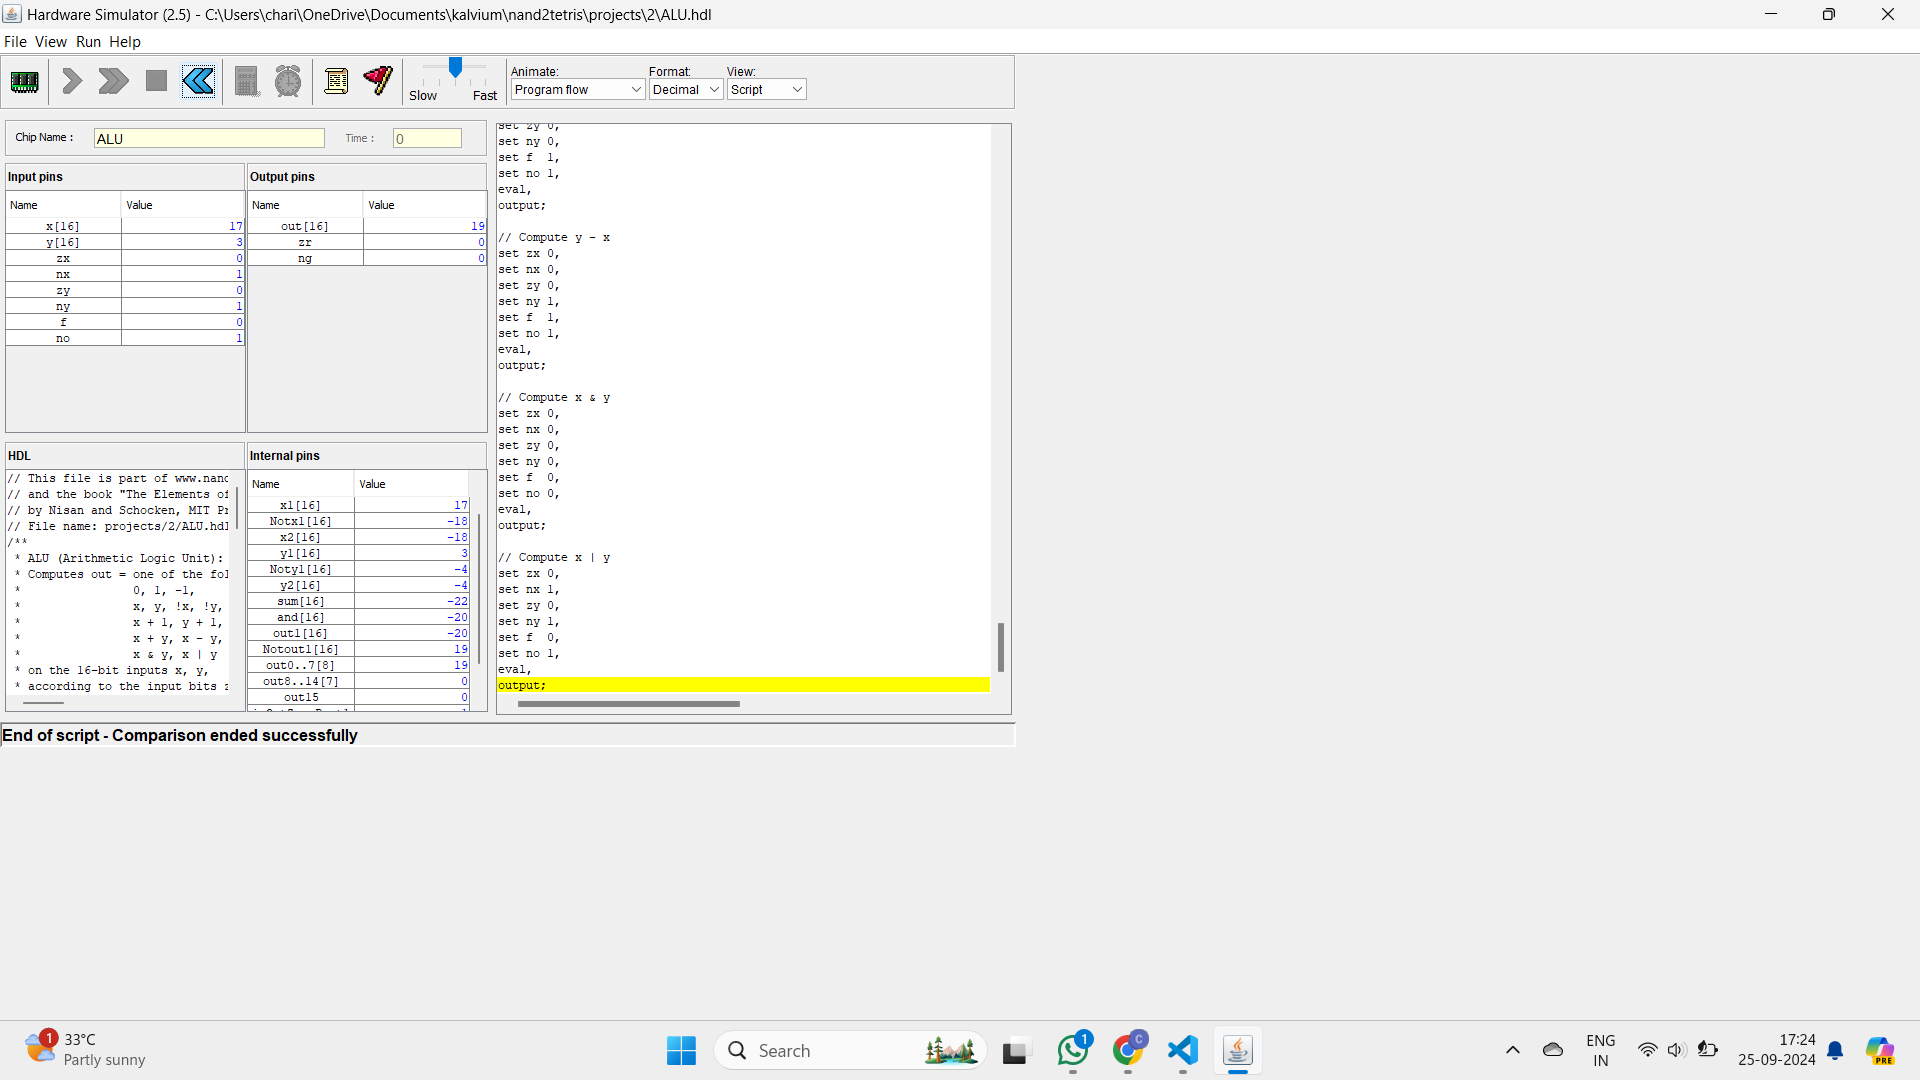 Hardware Simulator (2.5) - C:\Users\chari\OneDrive\Documents\kalvium\nand2tetris\projects\2\ALU.hdl
File View Run Help
Slow Fast
Animate: Format: View:
Program flow Decimal Script
Chip Name : ALU Time : 0
Input pins
Name Value
x[16] 17
y[16] 3
zx 0
nx 1
zy 0
ny 1
f 0
no 1
Output pins
Name Value
out[16] 19
zr 0
ng 0
HDL
// This file is part of www.nand
// and the book "The Elements of
// by Nisan and Schocken, MIT Pr
// File name: projects/2/ALU.hdl
/**
* ALU (Arithmetic Logic Unit):
* Computes out = one of the fol
* 0, 1, -1,
* x, y, !x, !y,
* x + 1, y + 1,
* x + y, x - y,
* x & y, x | y
* on the 16-bit inputs x, y,
* according to the input bits z
Internal pins
Name Value
x1[16] 17
Notx1[16] -18
x2[16] -18
y1[16] 3
Noty1[16] -4
y2[16] -4
sum[16] -22
and[16] -20
out1[16] -20
Notout1[16] 19
out0..7[8] 19
out8..14[7] 0
out15 0
set zy 0,
set ny 0,
set f 1,
set no 1,
eval,
output;
// Compute y - x
set zx 0,
set nx 0,
set zy 0,
set ny 1,
set f 1,
set no 1,
eval,
output;
// Compute x & y
set zx 0,
set nx 0,
set zy 0,
set ny 0,
set f 0,
set no 0,
eval,
output;
// Compute x | y
set zx 0,
set nx 1,
set zy 0,
set ny 1,
set f 0,
set no 1,
eval,
output;
End of script - Comparison ended successfully
1
33°C
Partly sunny
Search
1
C
ENG
IN
17:24
25-09-2024
PRE